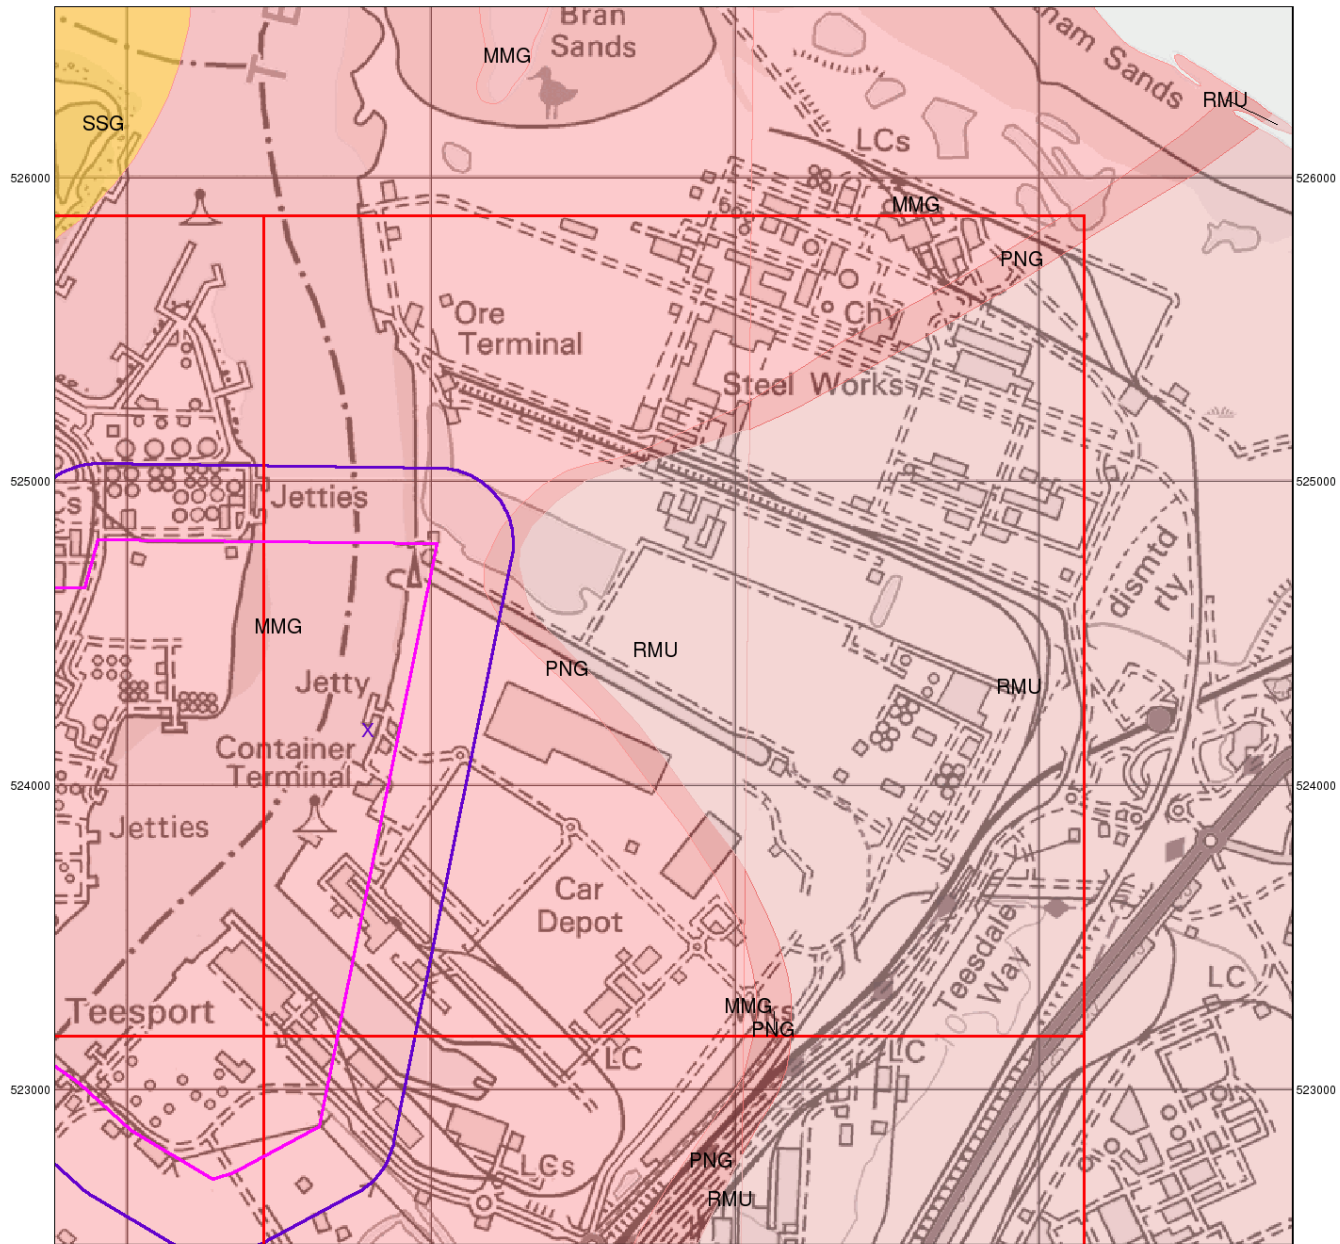 Bran
Sands
MMG
nam Sands
T E
RMU
SSG
LCs
526000
526000
MMG
PNG
Ore
Terminal
Chy
Steel Works
525000
525000
Jetties
cs
C
dismtd
rly
MMG
RMU
PNG
Jetty
RMU
X
Container
Terminal
524000
524000
Jetties
Car
Depot
Teesdale
Way
LC
Teesport
MMG
Wks
PNG
LC
LC
523000
523000
LCs
PNG
RMU